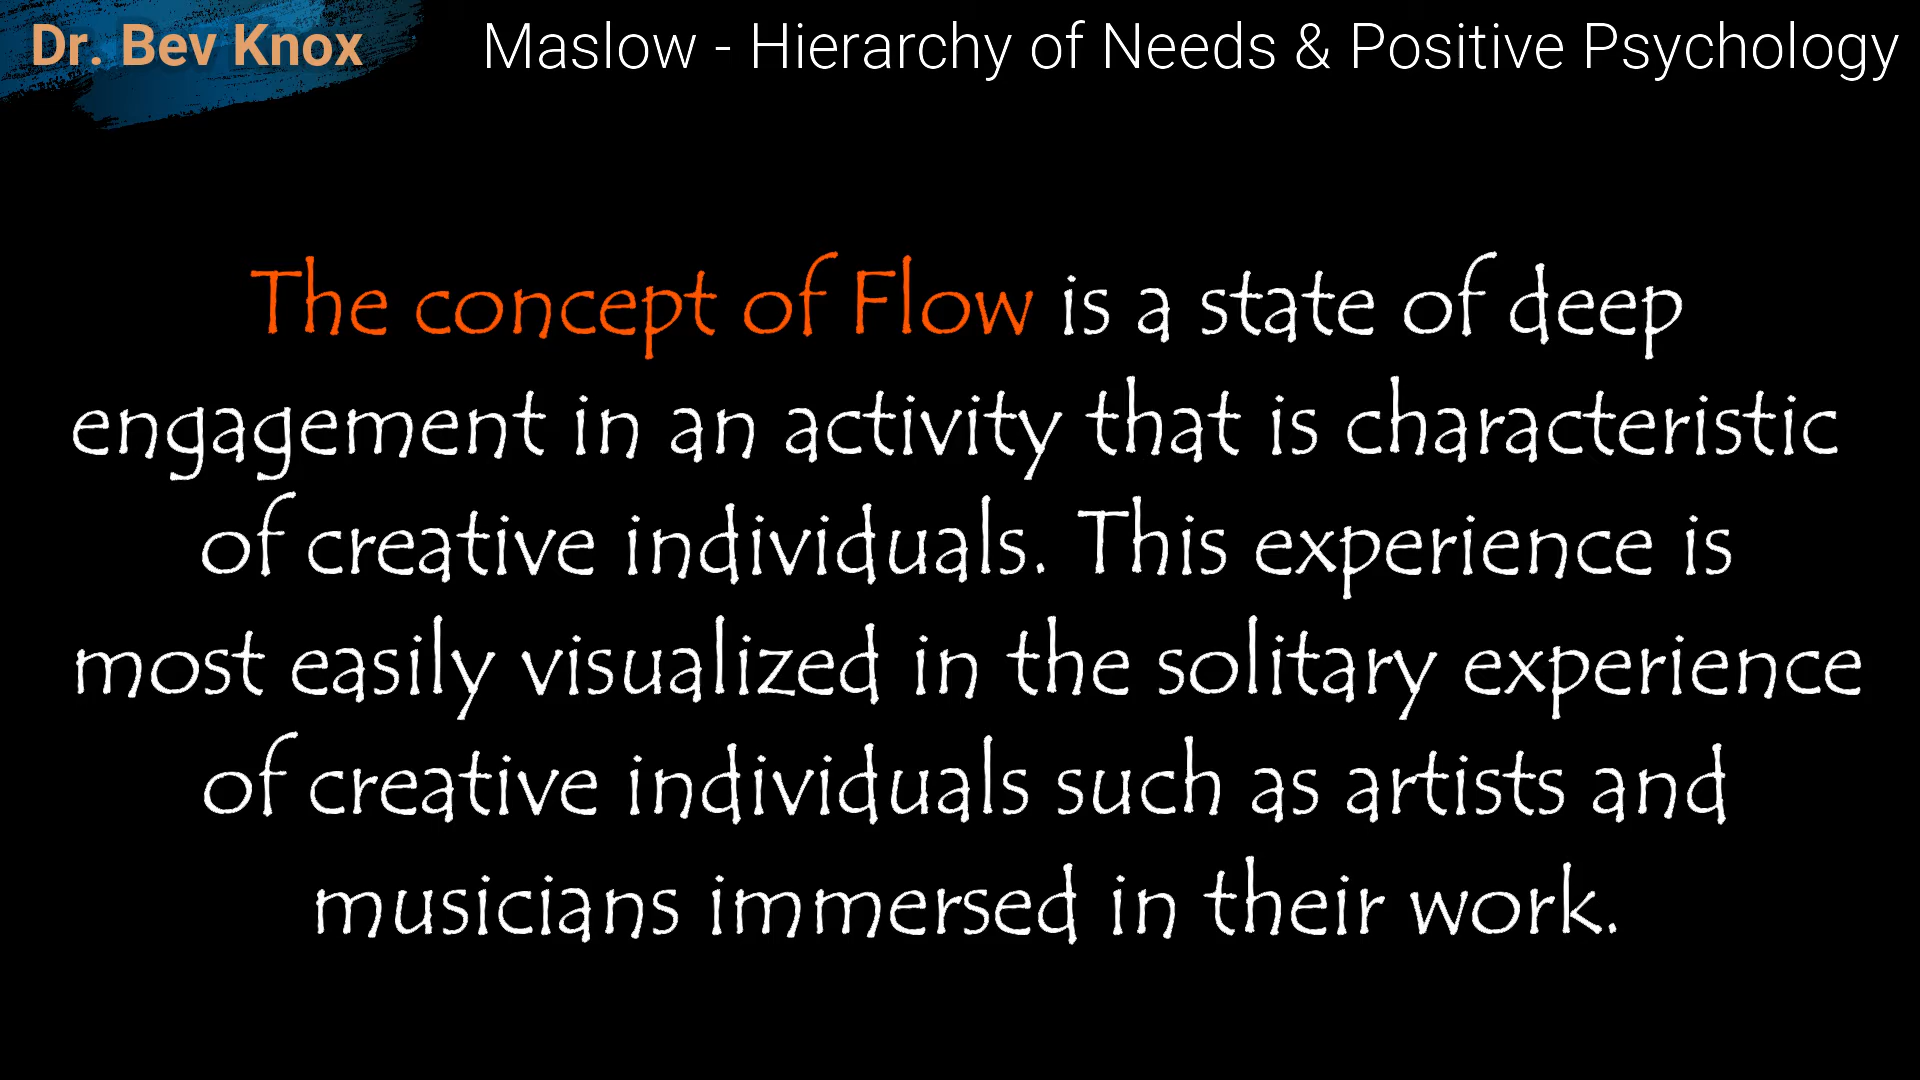 Dr. Bev Knox
Maslow - Hierarchy of Needs & Positive Psychology
The concept of Flow is a state of deep
engagement in an activity that is characteristic
of creative individuals. This experience is
most easily visualized in the solitary experience
of creative individuals such as artists and
musicians immersed in their work.